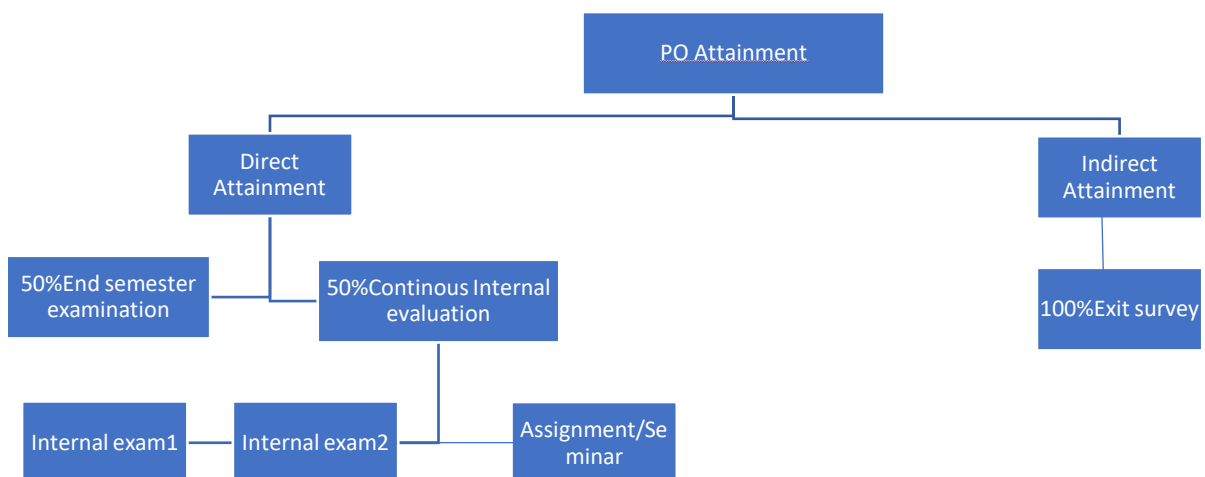 PO Attainment
Direct
Attainment
Indirect
Attainment
50%End semester
examination
50%Continous Internal
evaluation
100%Exit survey
Internal exam1
Internal exam2
Assignment/Se
minar